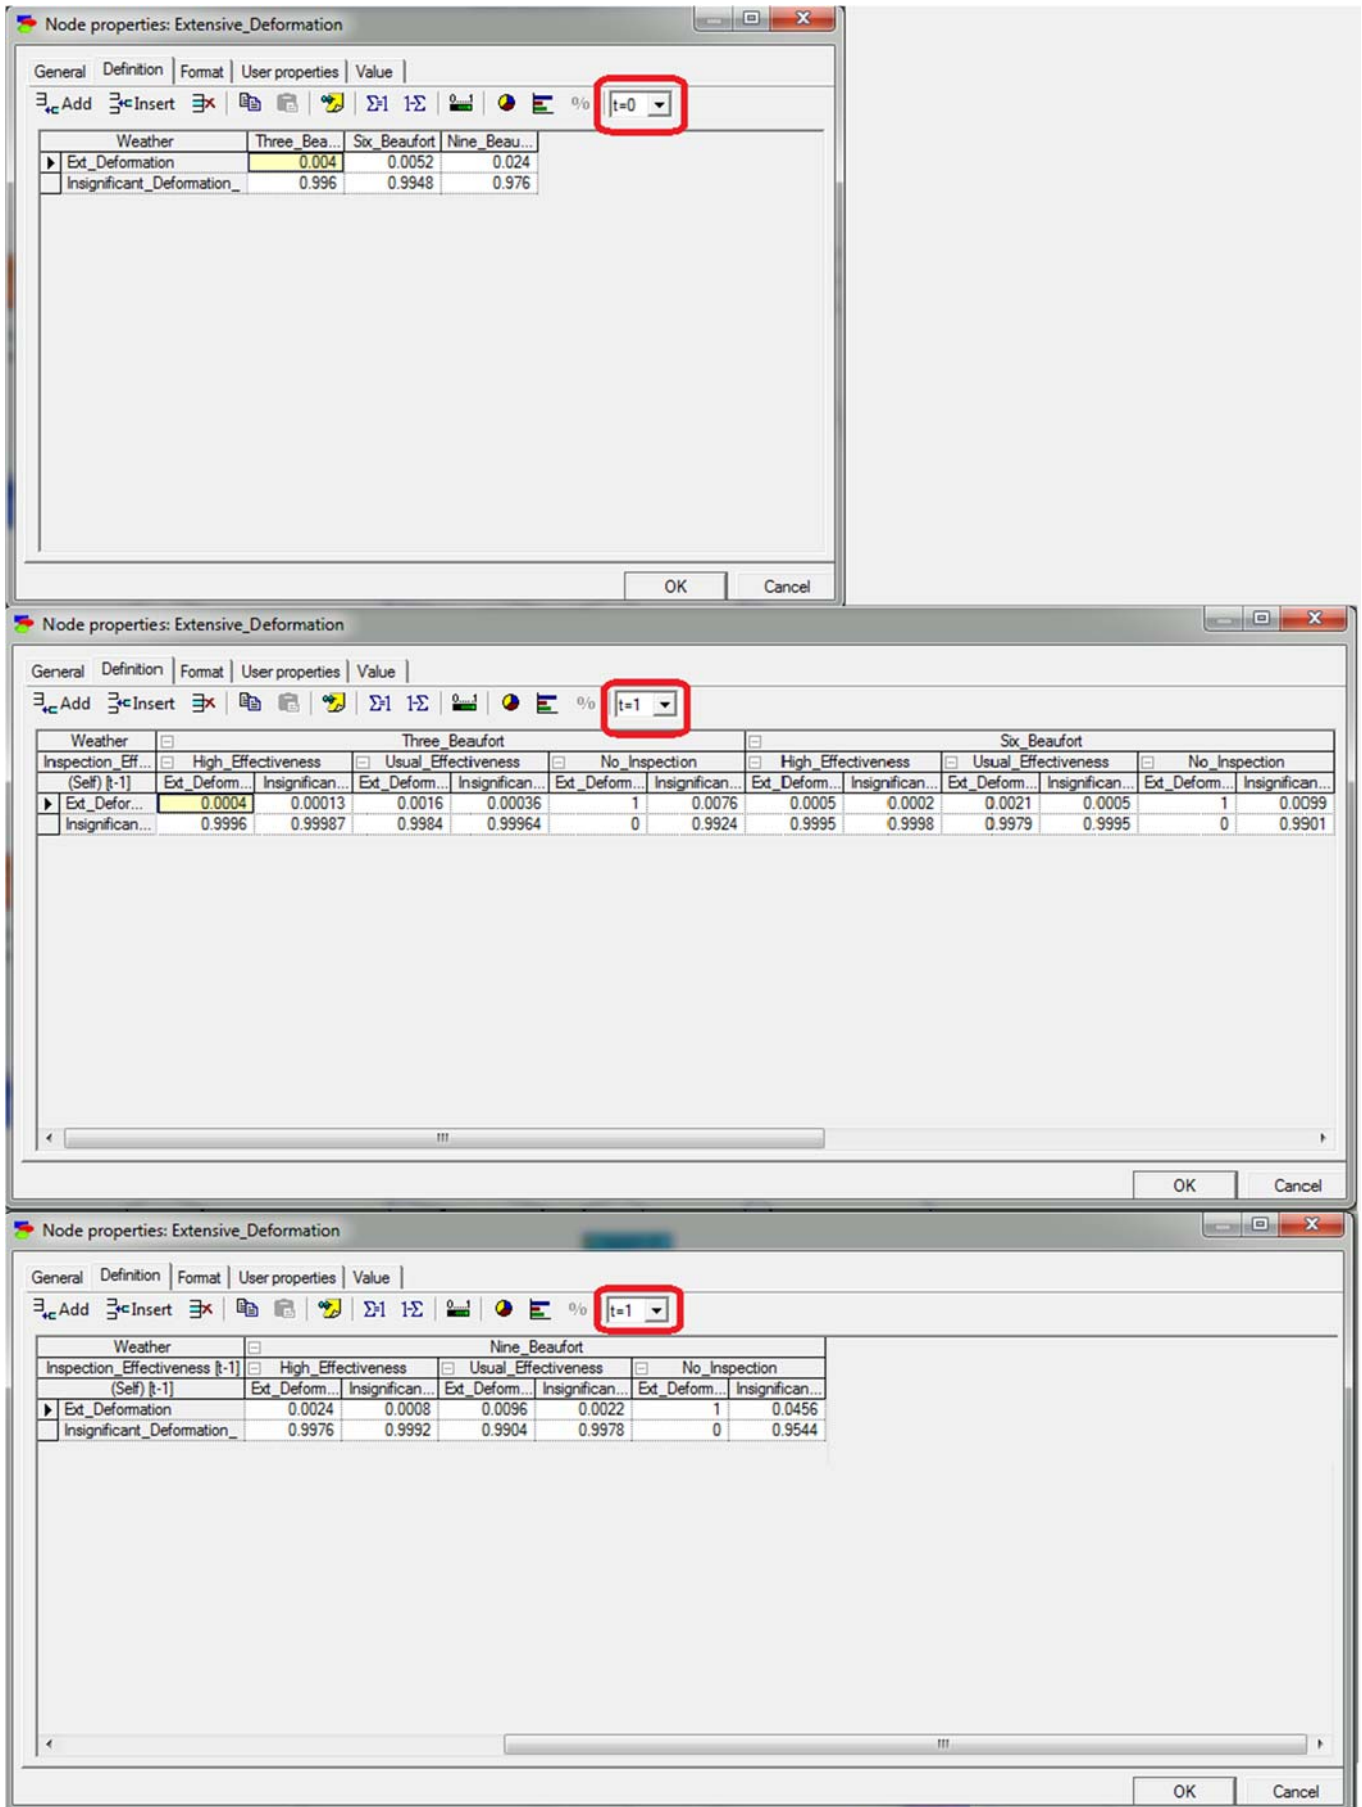 Node properties: Extensive_Deformation
General Definition Format User properties Value
Add Insert Σ=1 1-Σ % t=0
Weather Three_Bea... Six_Beaufort Nine_Beau...
Ext_Deformation 0.004 0.0052 0.024
Insignificant_Deformation_ 0.996 0.9948 0.976
OK Cancel
Node properties: Extensive_Deformation
General Definition Format User properties Value
Add Insert Σ=1 1-Σ % t=1
Weather Three_Beaufort Six_Beaufort
Inspection_Eff... High_Effectiveness Usual_Effectiveness No_Inspection High_Effectiveness Usual_Effectiveness No_Inspection
(Self) [t-1] Ext_Deform... Insignifican... Ext_Deform... Insignifican... Ext_Deform... Insignifican... Ext_Deform... Insignifican... Ext_Deform... Insignifican... Ext_Deform... Insignifican...
Ext_Defor... 0.0004 0.00013 0.0016 0.00036 1 0.0076 0.0005 0.0002 0.0021 0.0005 1 0.0099
Insignifican... 0.9996 0.99987 0.9984 0.99964 0 0.9924 0.9995 0.9998 0.9979 0.9995 0 0.9901
OK Cancel
Node properties: Extensive_Deformation
General Definition Format User properties Value
Add Insert Σ=1 1-Σ % t=1
Weather Nine_Beaufort
Inspection_Effectiveness [t-1] High_Effectiveness Usual_Effectiveness No_Inspection
(Self) [t-1] Ext_Deform... Insignifican... Ext_Deform... Insignifican... Ext_Deform... Insignifican...
Ext_Deformation 0.0024 0.0008 0.0096 0.0022 1 0.0456
Insignificant_Deformation_ 0.9976 0.9992 0.9904 0.9978 0 0.9544
OK Cancel